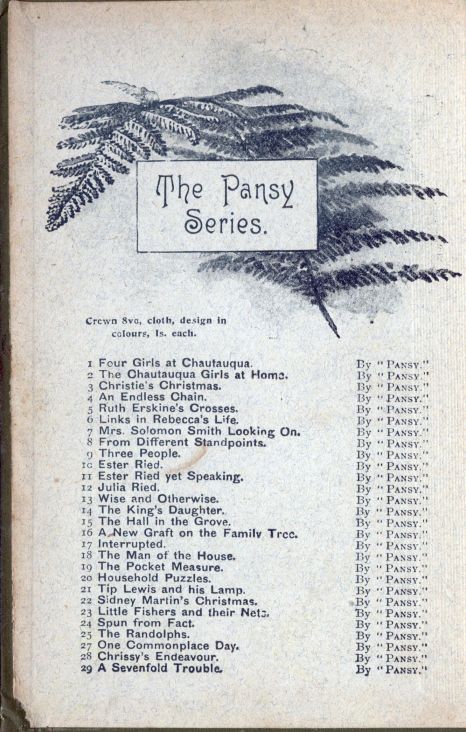 The Pansy
Series.
Crown 8vo, cloth, design in
colours, 1s. each.
1 Four Girls at Chautauqua. By "PANSY."
2 The Chautauqua Girls at Home. By "PANSY."
3 Christie's Christmas. By "PANSY."
4 An Endless Chain. By "PANSY."
5 Ruth Erskine's Crosses. By "PANSY."
6 Links in Rebecca's Life. By "PANSY."
7 Mrs. Solomon Smith Looking On. By "PANSY."
8 From Different Standpoints. By "PANSY."
9 Three People. By "PANSY."
10 Ester Ried. By "PANSY."
11 Ester Ried yet Speaking. By "PANSY."
12 Julia Ried. By "PANSY."
13 Wise and Otherwise. By "PANSY."
14 The King's Daughter. By "PANSY."
15 The Hall in the Grove. By "PANSY."
16 A New Graft on the Family Tree. By "PANSY."
17 Interrupted. By "PANSY."
18 The Man of the House. By "PANSY."
19 The Pocket Measure. By "PANSY."
20 Household Puzzles. By "PANSY."
21 Tip Lewis and his Lamp. By "PANSY."
22 Sidney Martin's Christmas. By "PANSY."
23 Little Fishers and their Nets. By "PANSY."
24 Spun from Fact. By "PANSY."
25 The Randolphs. By "PANSY."
27 One Commonplace Day. By "PANSY."
28 Chrissy's Endeavour. By "PANSY."
29 A Sevenfold Trouble. By "PANSY."